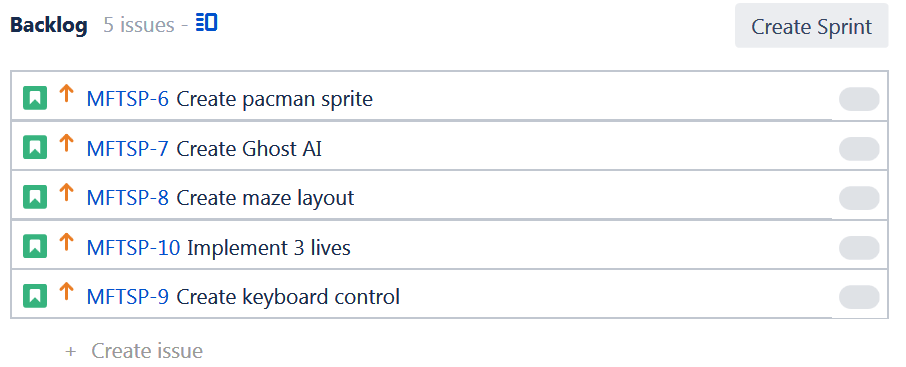 Backlog 5 issues - Create Sprint
MFTSP-6 Create pacman sprite
MFTSP-7 Create Ghost AI
MFTSP-8 Create maze layout
MFTSP-10 Implement 3 lives
MFTSP-9 Create keyboard control
+ Create issue